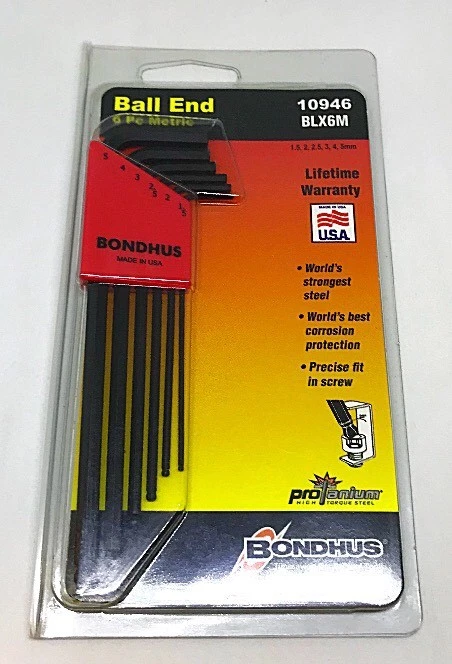 Ball End
6 Pc Metric
10946
BLX6M
1.5, 2, 2.5, 3, 4, 5mm
Lifetime
Warranty
MADE IN USA
U.S.A.
5 4 3 2.5 2 1.5
BONDHUS
MADE IN USA
• World's
strongest
steel
• World's best
corrosion
protection
• Precise fit
in screw
proTanium
HIGH TORQUE STEEL
BONDHUS